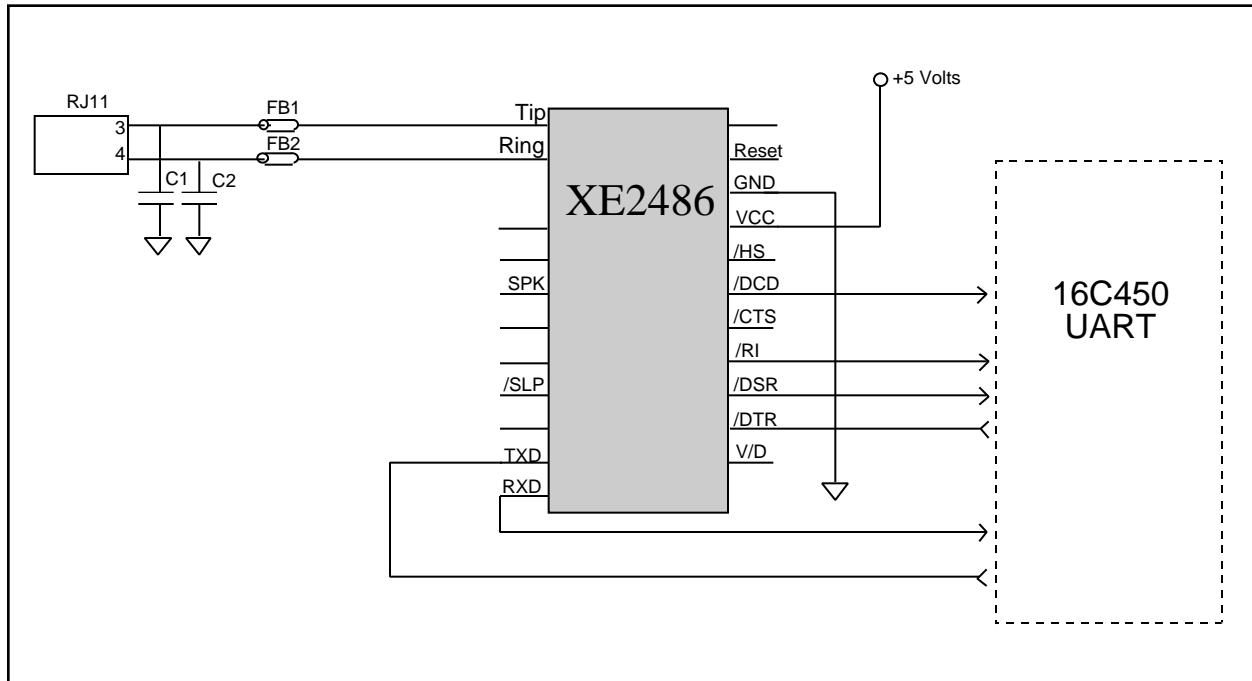 +5 Volts
RJ11
3
4
FB1
FB2
C1
C2
Tip
Ring
XE2486
SPK
/SLP
TXD
RXD
Reset
GND
VCC
/HS
/DCD
/CTS
/RI
/DSR
/DTR
V/D
16C450
UART